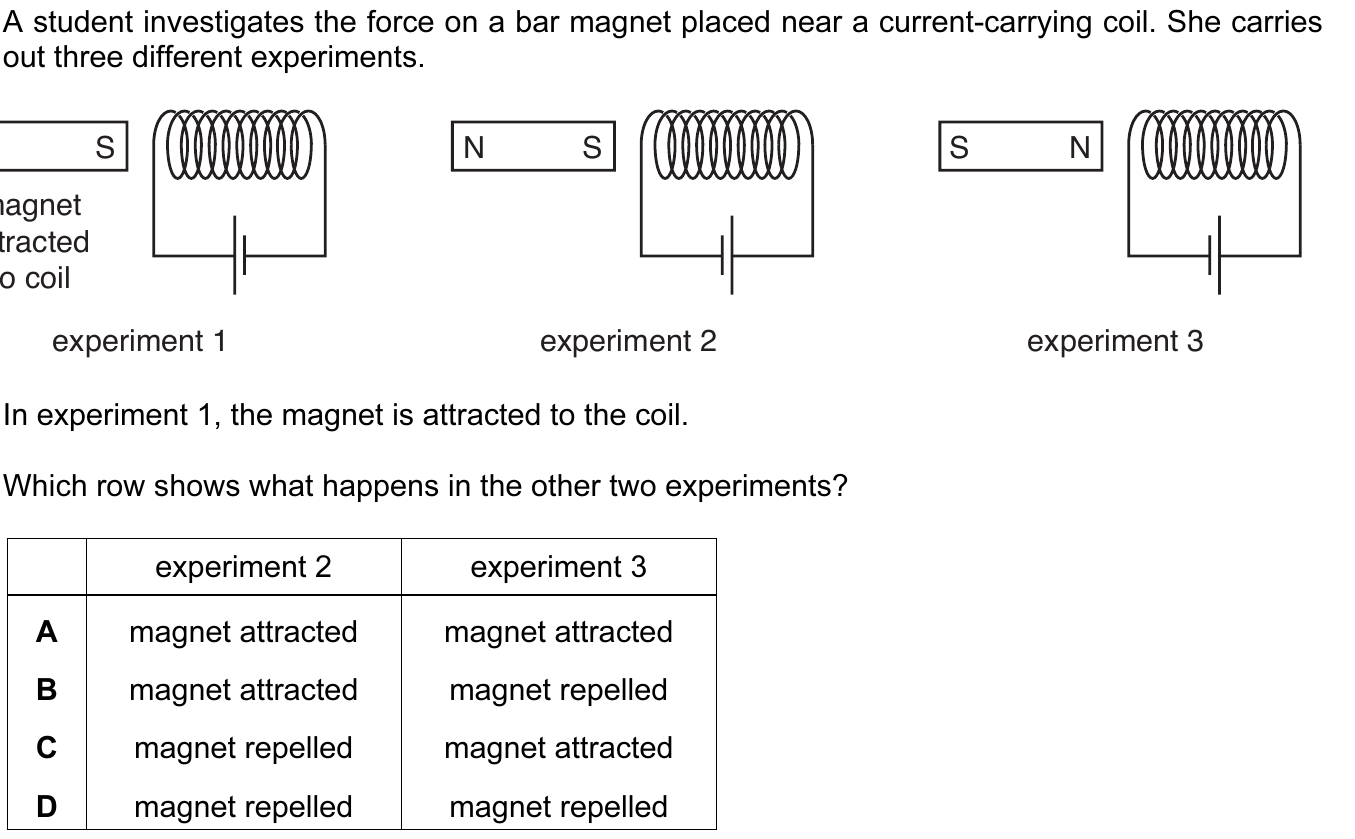 A student investigates the force on a bar magnet placed near a current-carrying coil. She carries
out three different experiments.
S
N S
S N
agnet
tracted
o coil
experiment 1
experiment 2
experiment 3
In experiment 1, the magnet is attracted to the coil.
Which row shows what happens in the other two experiments?
experiment 2 experiment 3
A magnet attracted magnet attracted
B magnet attracted magnet repelled
C magnet repelled magnet attracted
D magnet repelled magnet repelled